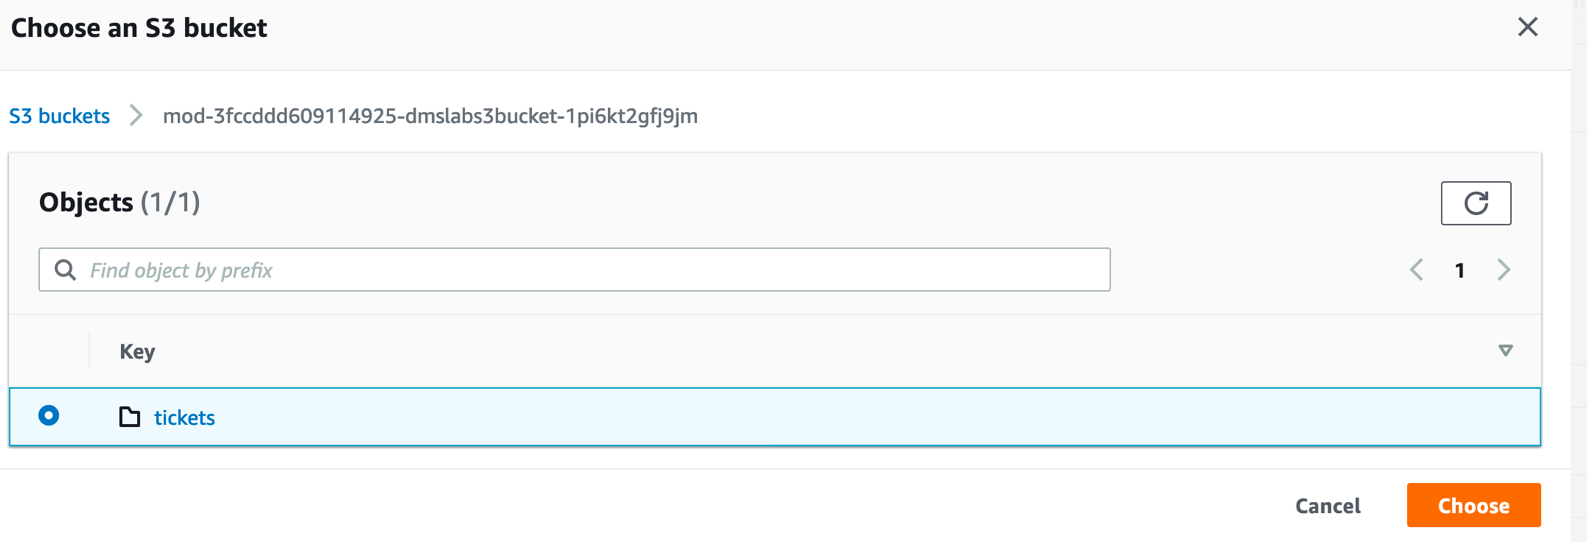 Choose an S3 bucket
S3 buckets mod-3fccddd609114925-dmslabs3bucket-1pi6kt2gfj9jm
Objects (1/1)
Find object by prefix
1
Key
tickets
Cancel Choose